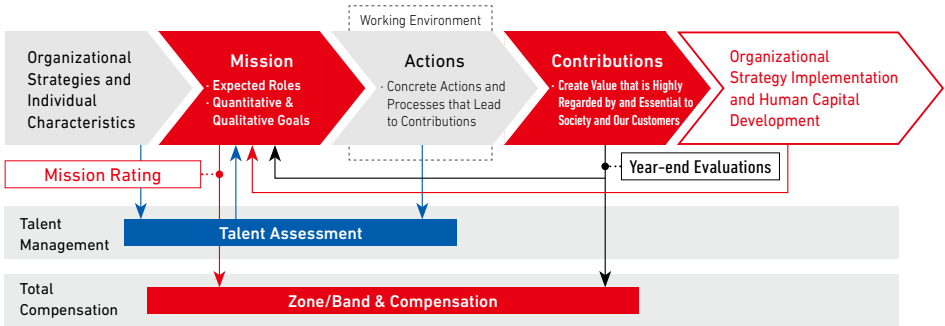 Working Environment
Organizational
Strategies and
Individual
Characteristics
Mission
· Expected Roles
· Quantitative &
Qualitative Goals
Actions
· Concrete Actions and
Processes that Lead
to Contributions
Contributions
· Create Value that is Highly
Regarded by and Essential to
Society and Our Customers
Organizational
Strategy Implementation
and Human Capital
Development
Mission Rating
Year-end Evaluations
Talent
Management
Talent Assessment
Total
Compensation
Zone/Band & Compensation